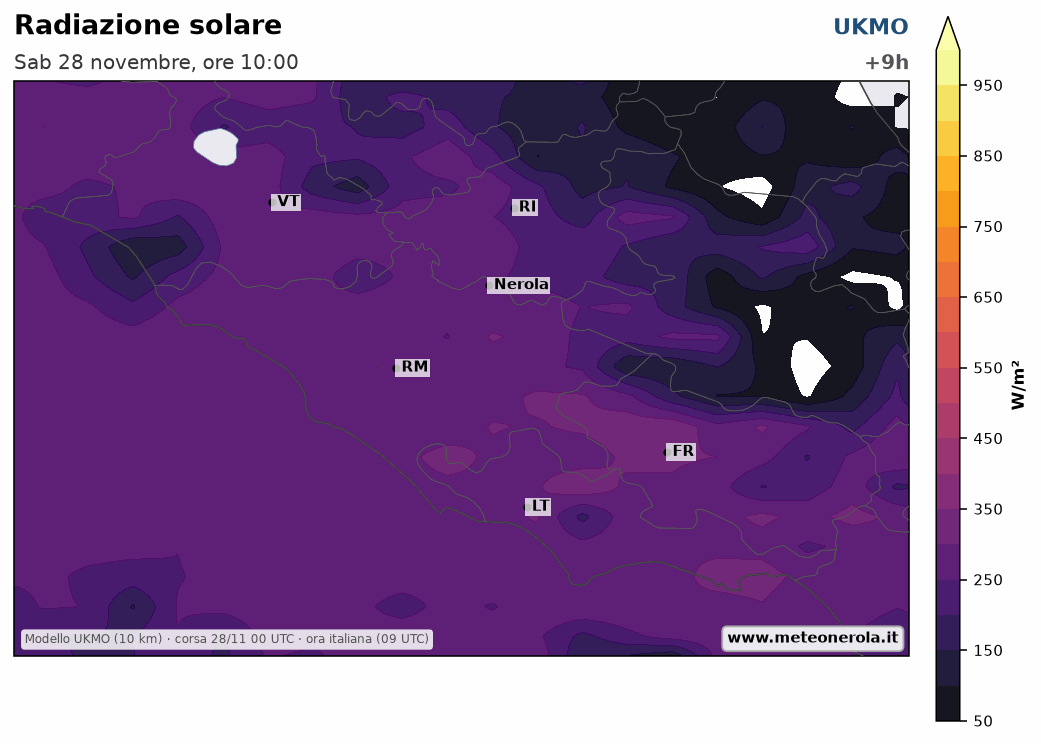 Radiazione solare
UKMO
Sab 28 novembre, ore 10:00
+9h
950
850
750
650
550
450
350
250
150
50
W/m²
VT
RI
Nerola
RM
FR
LT
Modello UKMO (10 km) · corsa 28/11 00 UTC · ora italiana (09 UTC)
www.meteonerola.it